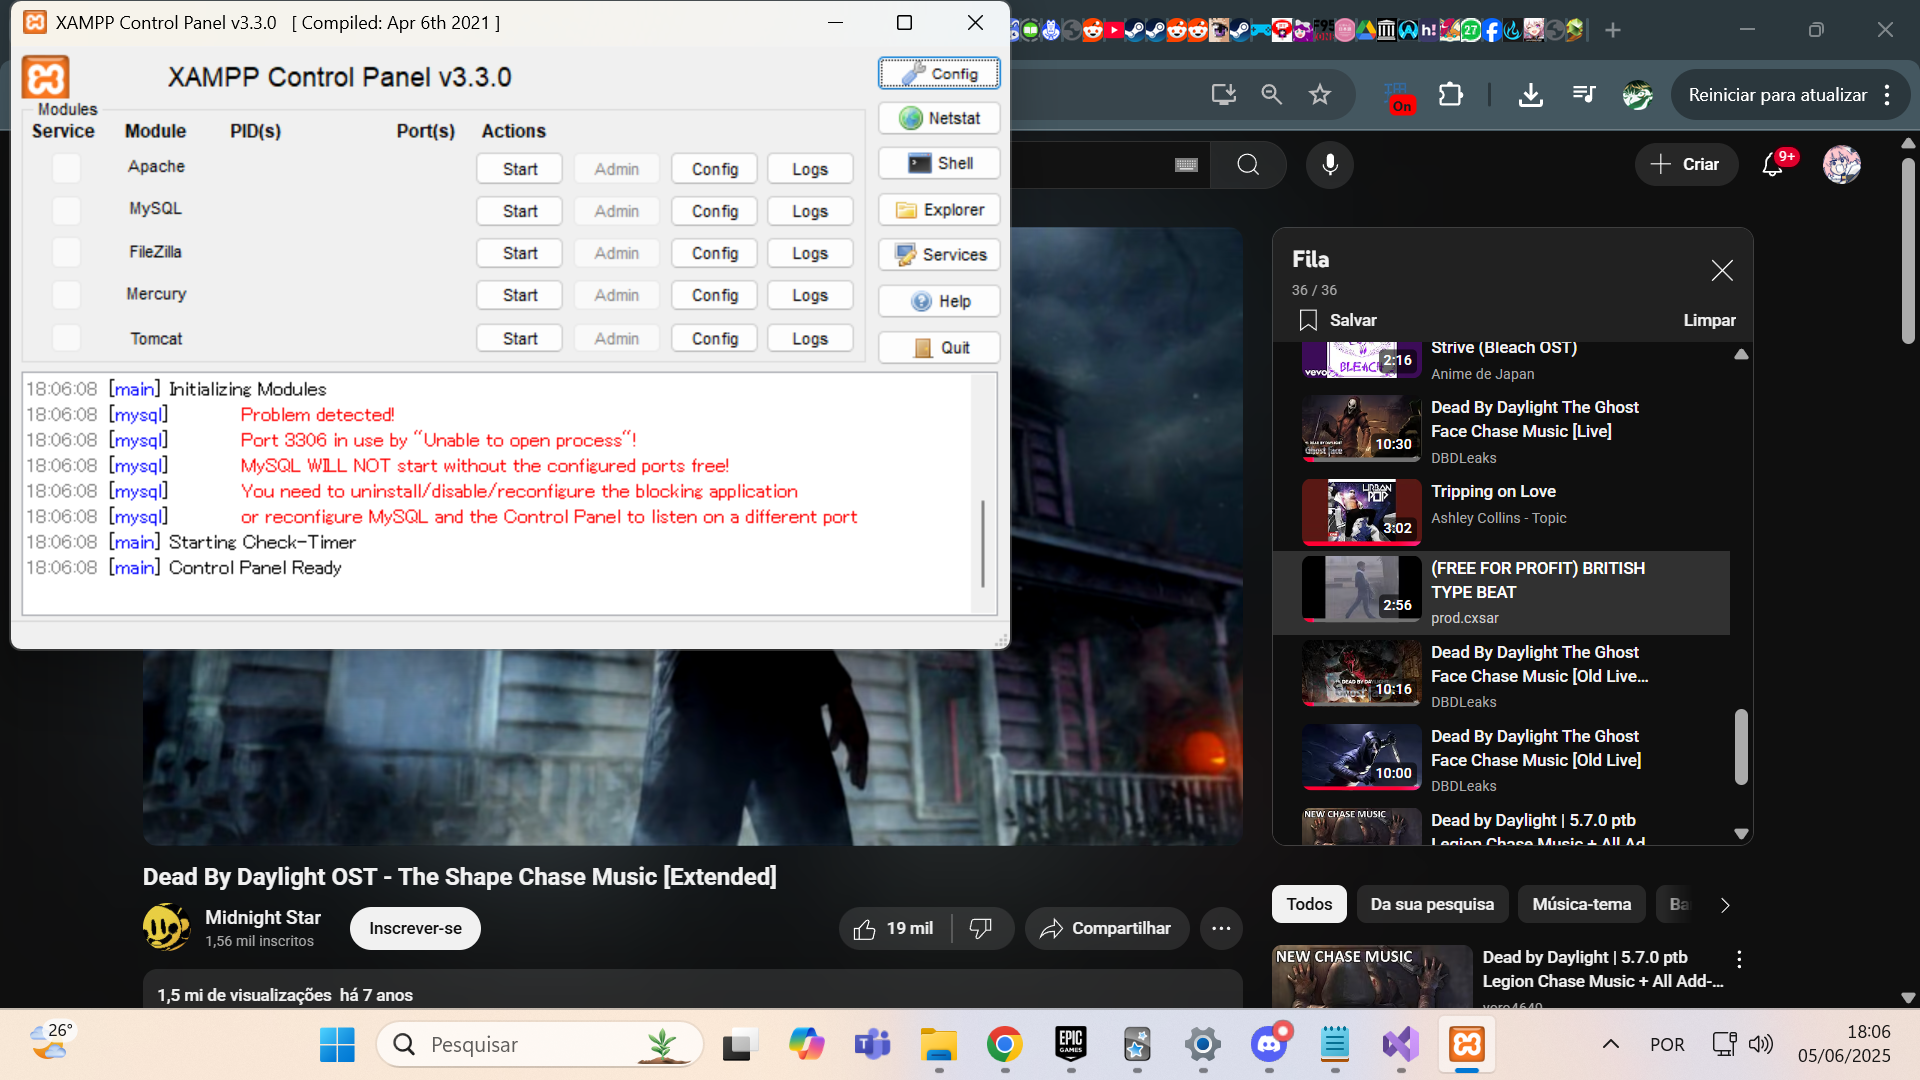 XAMPP Control Panel v3.3.0   [ Compiled: Apr 6th 2021 ]
XAMPP Control Panel v3.3.0
Modules
Service Module PID(s) Port(s) Actions
Apache Start Admin Config Logs
MySQL Start Admin Config Logs
FileZilla Start Admin Config Logs
Mercury Start Admin Config Logs
Tomcat Start Admin Config Logs
Config
Netstat
Shell
Explorer
Services
Help
Quit
18:06:08 [main] Initializing Modules
18:06:08 [mysql] Problem detected!
18:06:08 [mysql] Port 3306 in use by "Unable to open process"!
18:06:08 [mysql] MySQL WILL NOT start without the configured ports free!
18:06:08 [mysql] You need to uninstall/disable/reconfigure the blocking application
18:06:08 [mysql] or reconfigure MySQL and the Control Panel to listen on a different port
18:06:08 [main] Starting Check-Timer
18:06:08 [main] Control Panel Ready
h!
27
On
Reiniciar para atualizar
Criar
9+
Fila
36 / 36
Salvar
Limpar
2:16
Strive (Bleach OST)
Anime de Japan
10:30
Dead By Daylight The Ghost
Face Chase Music [Live]
DBDLeaks
URBAN
POP
3:02
Tripping on Love
Ashley Collins - Topic
2:56
(FREE FOR PROFIT) BRITISH
TYPE BEAT
prod.cxsar
10:16
Dead By Daylight The Ghost
Face Chase Music [Old Live...
DBDLeaks
10:00
Dead By Daylight The Ghost
Face Chase Music [Old Live]
DBDLeaks
NEW CHASE MUSIC
Dead by Daylight | 5.7.0 ptb
Legion Chase Music + All Ad
Dead By Daylight OST - The Shape Chase Music [Extended]
Midnight Star
1,56 mil inscritos
Inscrever-se
19 mil
Compartilhar
1,5 mi de visualizações  há 7 anos
Todos
Da sua pesquisa
Música-tema
Ba
NEW CHASE MUSIC
Dead by Daylight | 5.7.0 ptb
Legion Chase Music + All Add-...
26°
Pesquisar
EPIC
GAMES
POR
18:06
05/06/2025